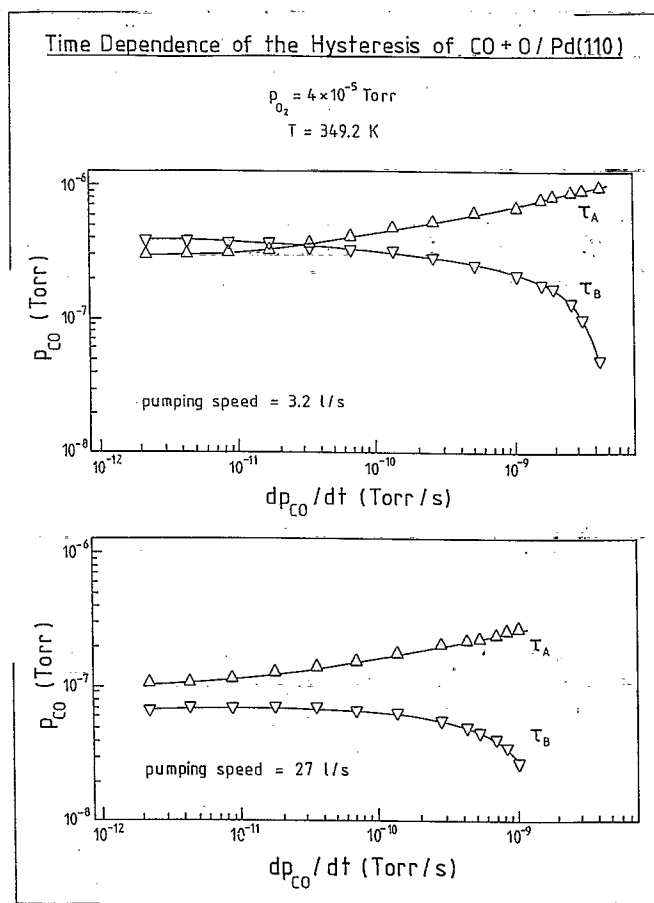 Time Dependence of the Hysteresis of CO + O / Pd(110)
p_O₂ = 4×10⁻⁵ Torr
T = 349.2 K
10⁻⁶
τ_A
p_CO (Torr)
10⁻⁷
τ_B
pumping speed = 3.2 l/s
10⁻⁸
10⁻¹² 10⁻¹¹ 10⁻¹⁰ 10⁻⁹
dp_CO/dt (Torr/s)
10⁻⁶
τ_A
p_CO (Torr)
10⁻⁷
τ_B
pumping speed = 27 l/s
10⁻⁸
10⁻¹² 10⁻¹¹ 10⁻¹⁰ 10⁻⁹
dp_CO/dt (Torr/s)